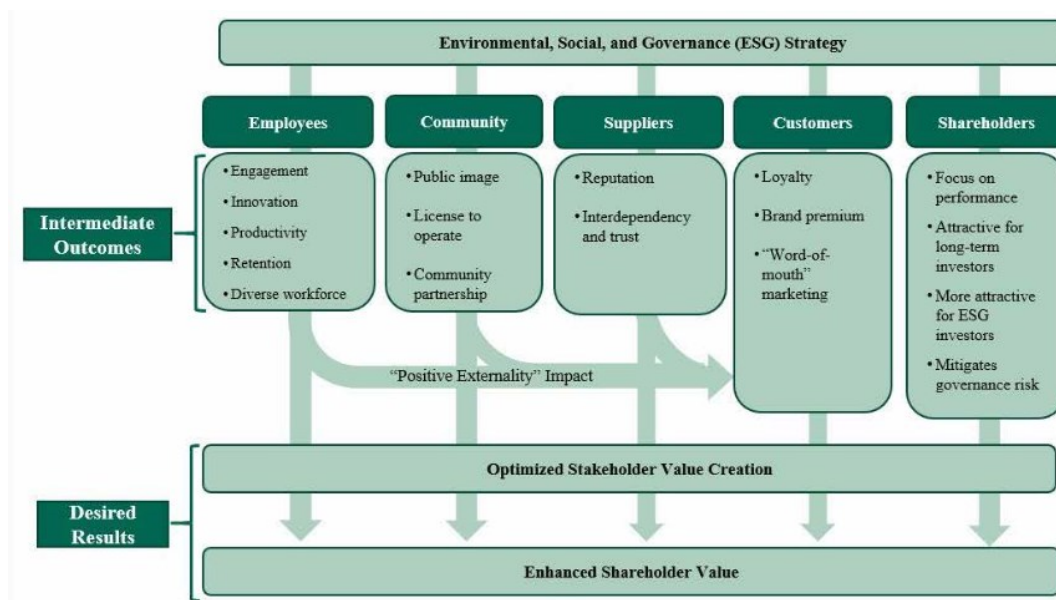 Environmental, Social, and Governance (ESG) Strategy
Employees
Community
Suppliers
Customers
Shareholders
Intermediate
Outcomes
• Engagement
• Innovation
• Productivity
• Retention
• Diverse workforce
• Public image
• License to
operate
• Community
partnership
• Reputation
• Interdependency
and trust
• Loyalty
• Brand premium
• “Word-of-
mouth”
marketing
• Focus on
performance
• Attractive for
long-term
investors
• More attractive
for ESG
investors
• Mitigates
governance risk
“Positive Externality” Impact
Desired
Results
Optimized Stakeholder Value Creation
Enhanced Shareholder Value